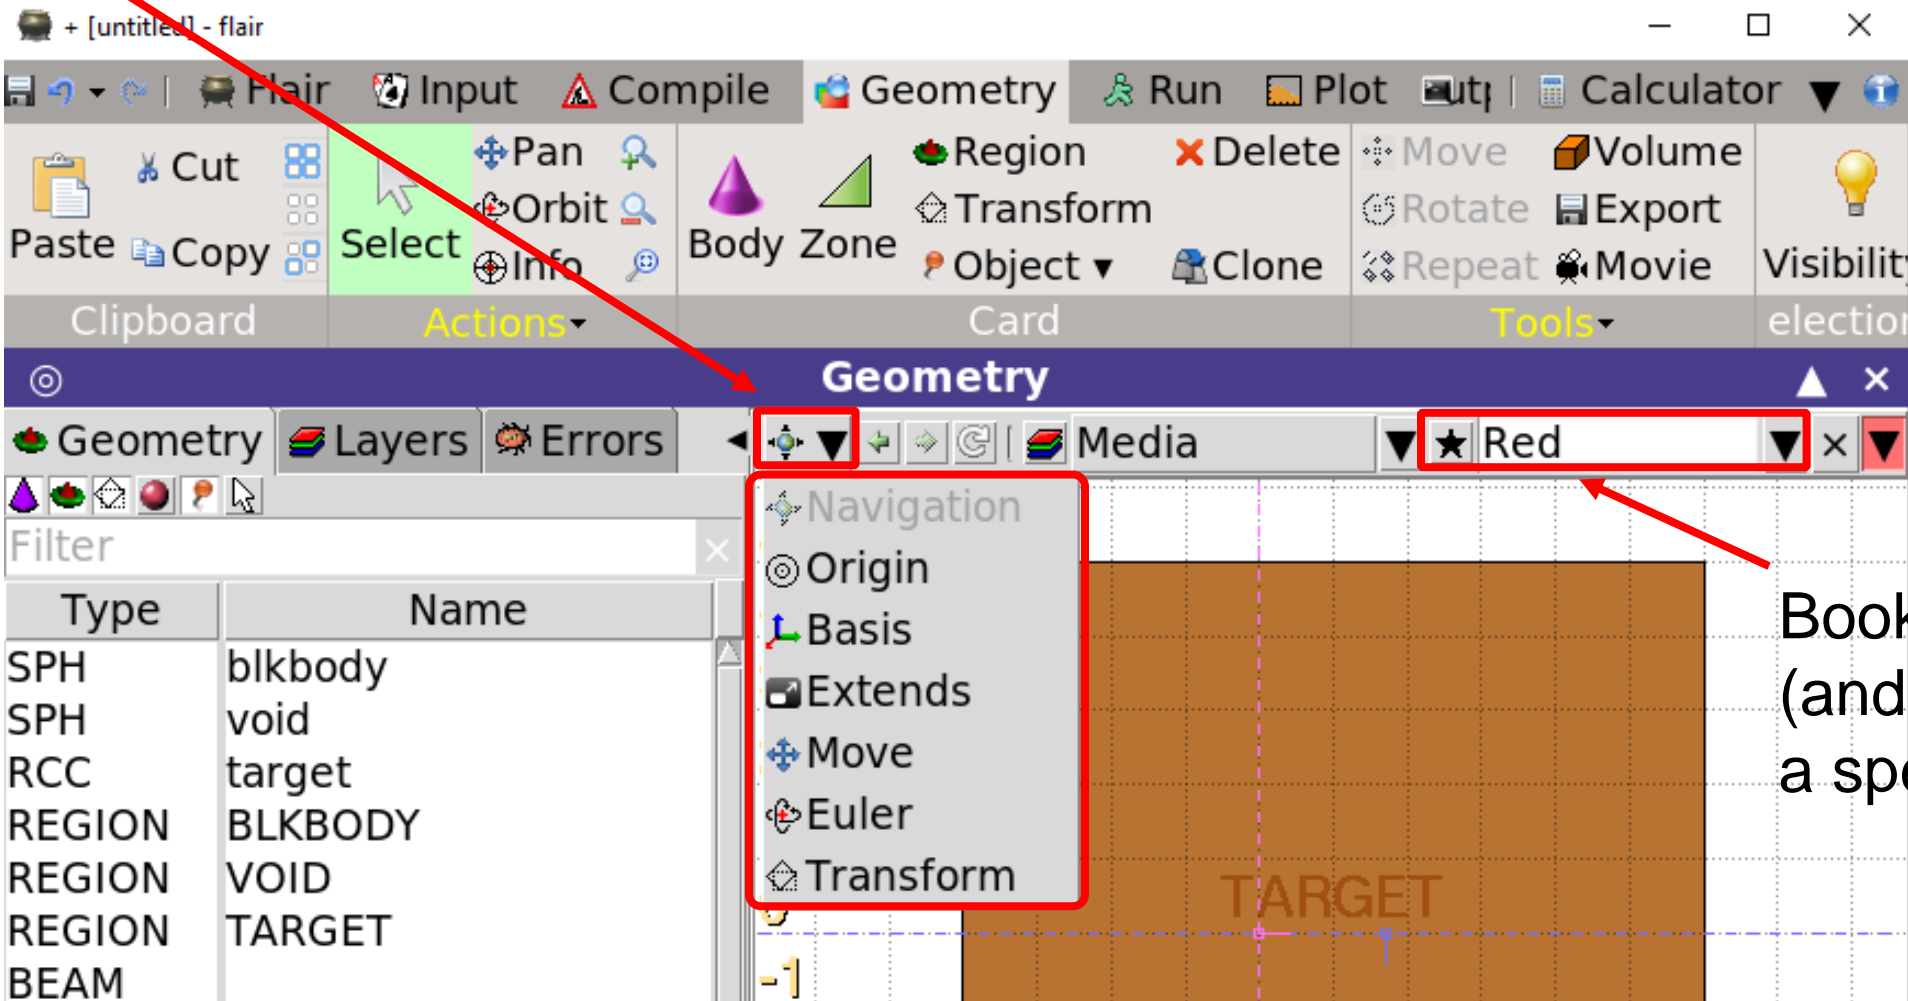 + [untitled] - flair
Flair Input Compile Geometry Run Plot Calculator
Paste Cut Copy Select Pan Orbit Info Body Zone Region Transform Object ▼ Delete Clone Move Rotate Repeat Volume Export Movie
Clipboard Actions Card Tools
Geometry
Geometry Layers Errors Media Red
Filter
Navigation
Origin
Basis
Extends
Move
Euler
Transform
Type Name
SPH blkbody
SPH void
RCC target
REGION BLKBODY
REGION VOID
REGION TARGET
BEAM
TARGET
-1
(and
a